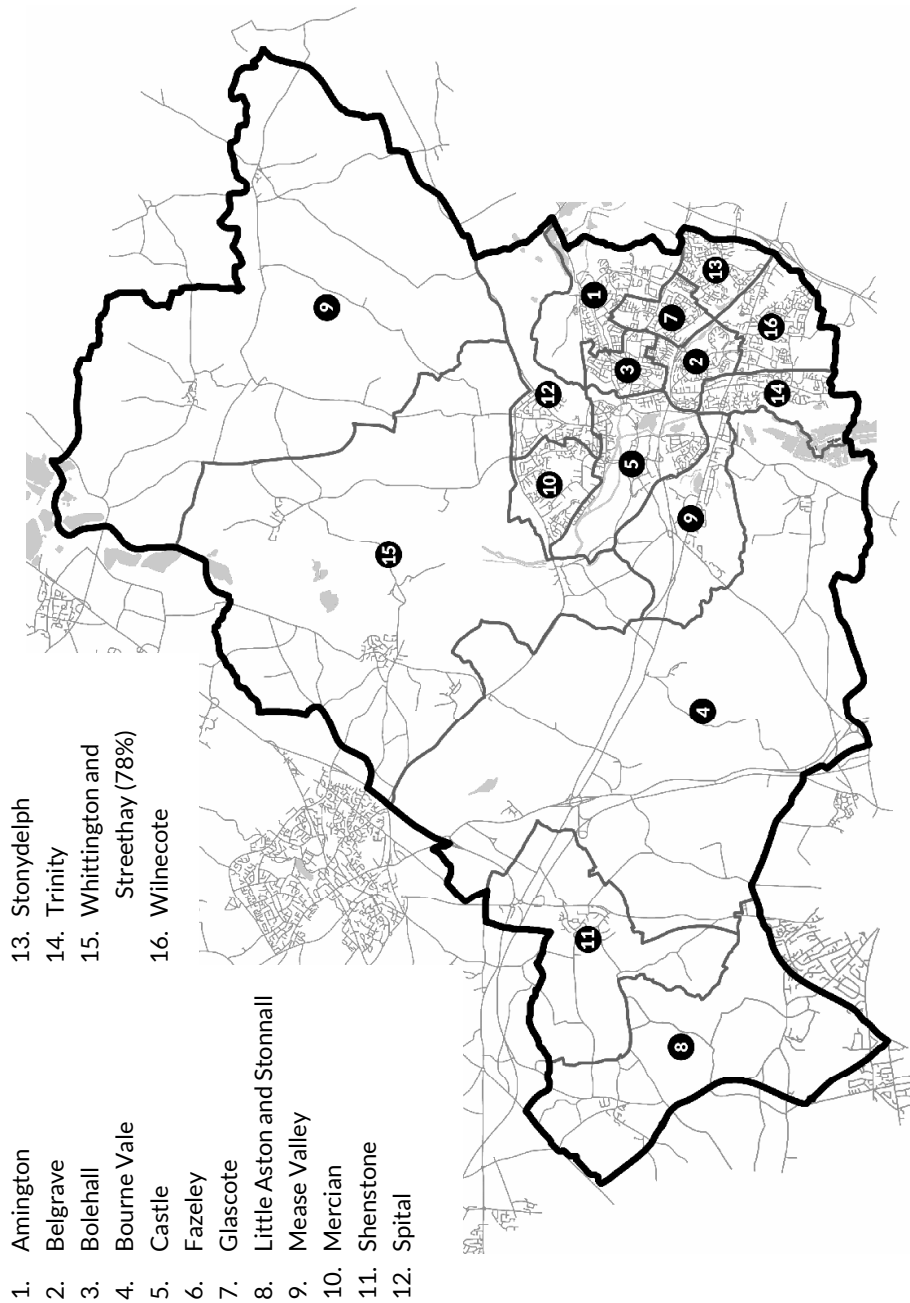 1. Amington
2. Belgrave
3. Bolehall
4. Bourne Vale
5. Castle
6. Fazeley
7. Glascote
8. Little Aston and Stonnall
9. Mease Valley
10. Mercian
11. Shenstone
12. Spital
13. Stonydelph
14. Trinity
15. Whittington and
Streethay (78%)
16. Wilnecote
9
15
10
12
11
1
3
5
7
8
6
2
4
13
16
14